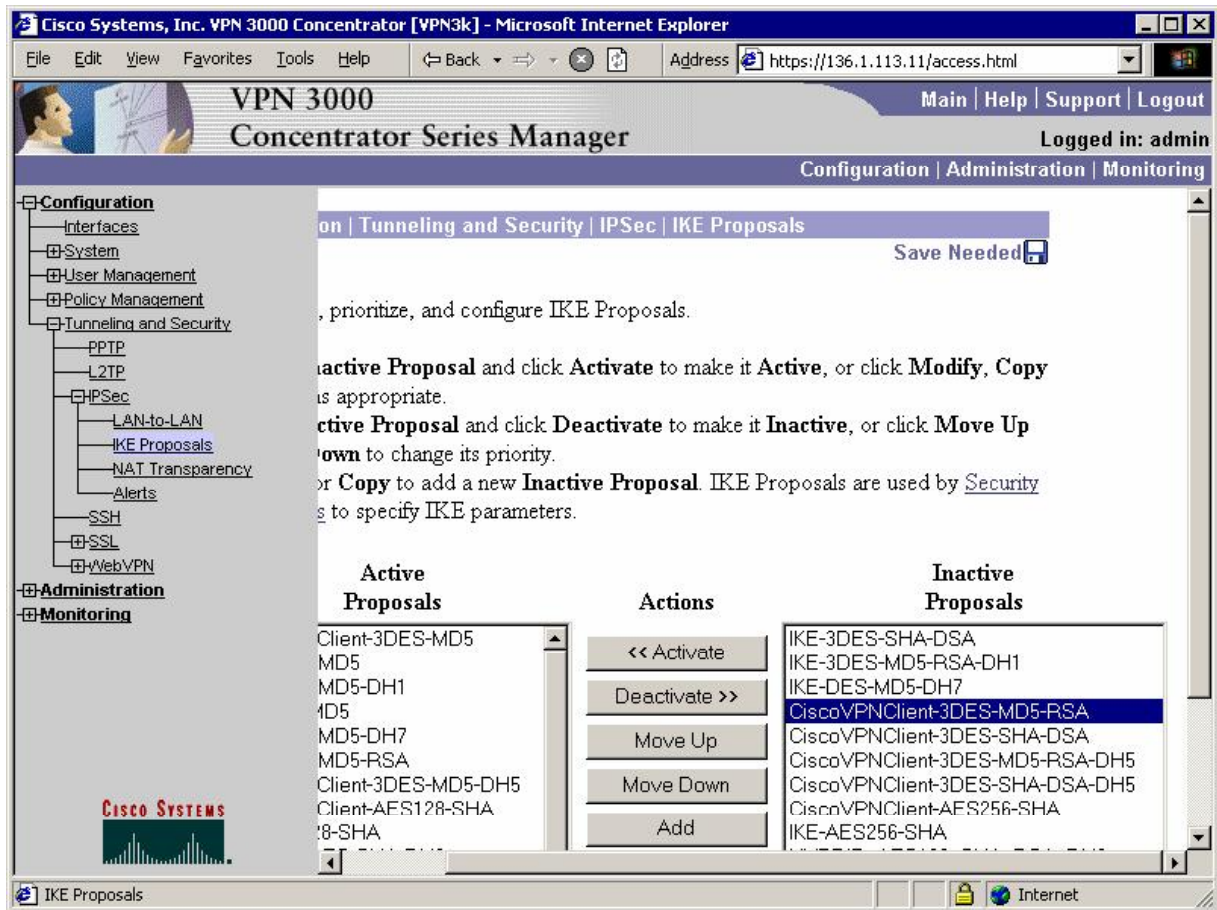 Cisco Systems, Inc. VPN 3000 Concentrator [VPN3k] - Microsoft Internet Explorer
File Edit View Favorites Tools Help Back Address https://136.1.113.11/access.html
VPN 3000
Concentrator Series Manager
Main | Help | Support | Logout
Logged in: admin
Configuration | Administration | Monitoring
Configuration
Interfaces
System
User Management
Policy Management
Tunneling and Security
PPTP
L2TP
IPSec
LAN-to-LAN
IKE Proposals
NAT Transparency
Alerts
SSH
SSL
WebVPN
Administration
Monitoring
CISCO SYSTEMS
on | Tunneling and Security | IPSec | IKE Proposals
Save Needed
, prioritize, and configure IKE Proposals.
active Proposal and click Activate to make it Active, or click Modify, Copy
as appropriate.
ctive Proposal and click Deactivate to make it Inactive, or click Move Up
own to change its priority.
or Copy to add a new Inactive Proposal. IKE Proposals are used by Security
s to specify IKE parameters.
Active
Proposals
Client-3DES-MD5
MD5
MD5-DH1
MD5
MD5-DH7
MD5-RSA
Client-3DES-MD5-DH5
Client-AES128-SHA
28-SHA
Actions
<< Activate
Deactivate >>
Move Up
Move Down
Add
Inactive
Proposals
IKE-3DES-SHA-DSA
IKE-3DES-MD5-RSA-DH1
IKE-DES-MD5-DH7
CiscoVPNClient-3DES-MD5-RSA
CiscoVPNClient-3DES-SHA-DSA
CiscoVPNClient-3DES-MD5-RSA-DH5
CiscoVPNClient-3DES-SHA-DSA-DH5
CiscoVPNClient-AES256-SHA
IKE-AES256-SHA
IKE Proposals
Internet